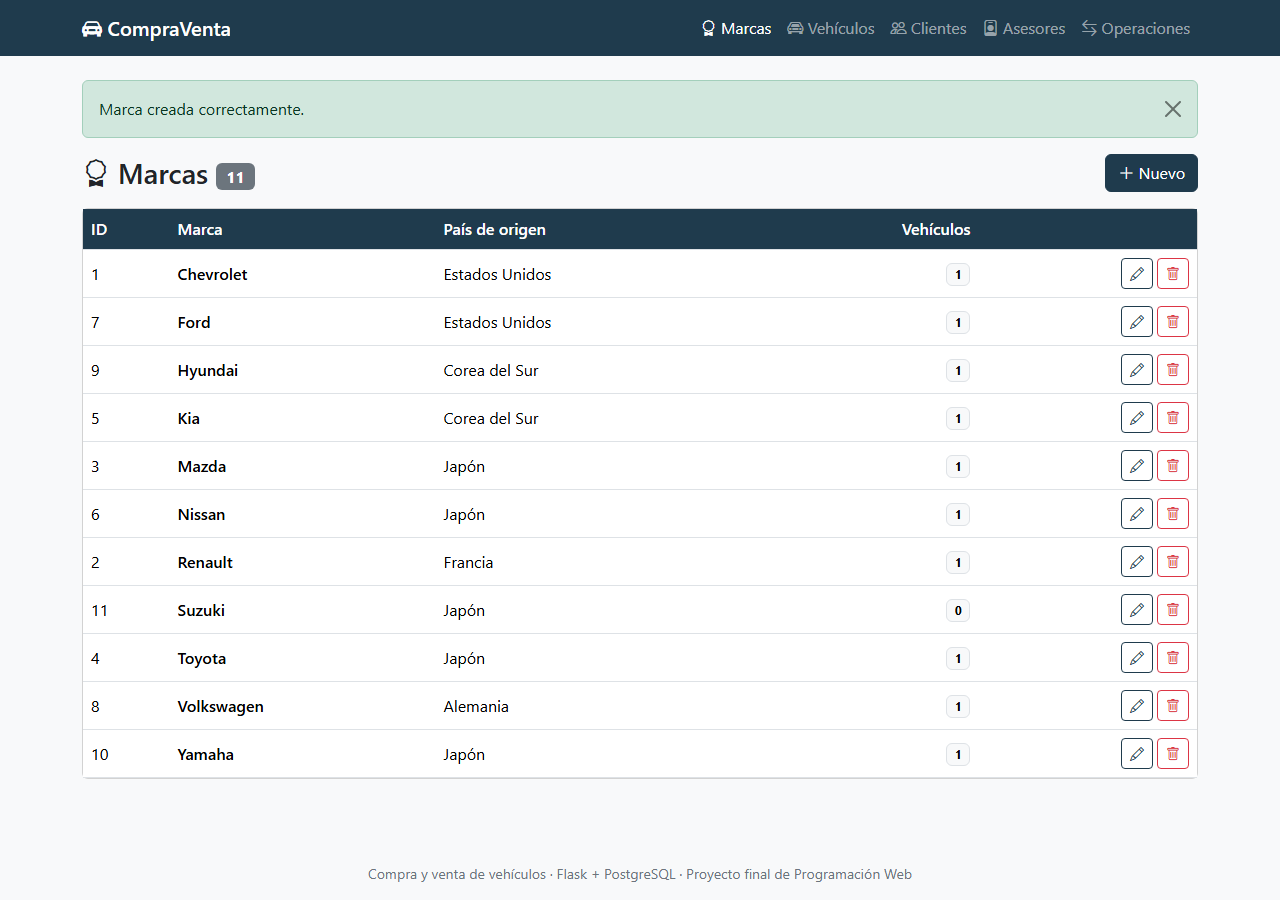 CompraVenta Marcas Vehículos Clientes Asesores Operaciones
Marca creada correctamente.
Marcas 11 Nuevo
ID Marca País de origen Vehículos
1 Chevrolet Estados Unidos 1
7 Ford Estados Unidos 1
9 Hyundai Corea del Sur 1
5 Kia Corea del Sur 1
3 Mazda Japón 1
6 Nissan Japón 1
2 Renault Francia 1
11 Suzuki Japón 0
4 Toyota Japón 1
8 Volkswagen Alemania 1
10 Yamaha Japón 1
Compra y venta de vehículos · Flask + PostgreSQL · Proyecto final de Programación Web